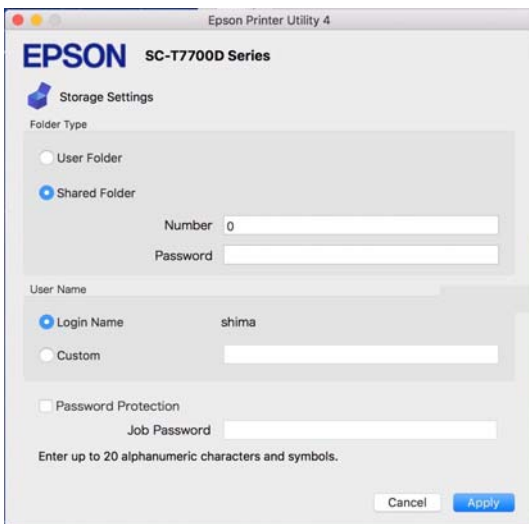 Epson Printer Utility 4
EPSON SC-T7700D Series
Storage Settings
Folder Type
User Folder
Shared Folder
Number 0
Password
User Name
Login Name shima
Custom
Password Protection
Job Password
Enter up to 20 alphanumeric characters and symbols.
Cancel Apply